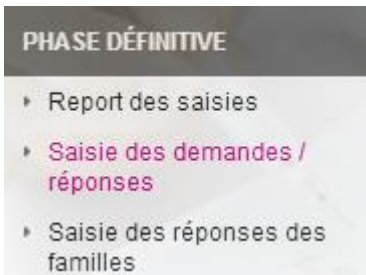 PHASE DÉFINITIVE
Report des saisies
Saisie des demandes /
réponses
Saisie des réponses des
familles